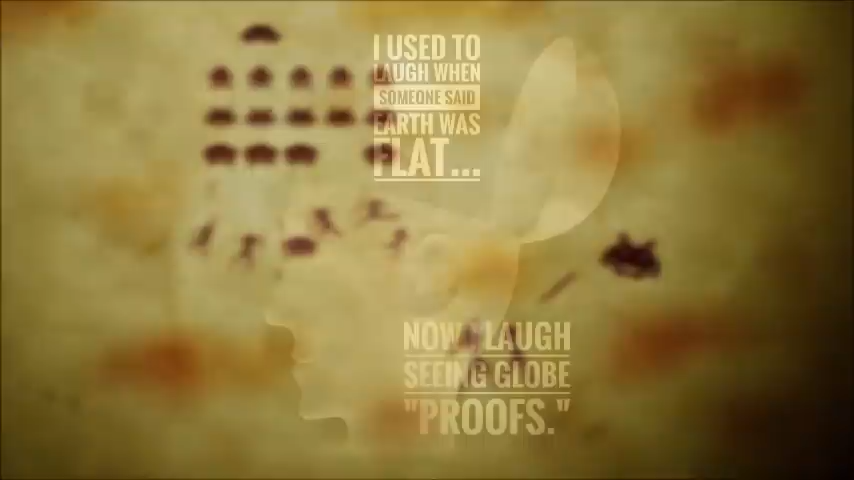 I USED TO
LAUGH WHEN
SOMEONE SAID
EARTH WAS
FLAT...
NOW I LAUGH
SEEING GLOBE
"PROOFS."